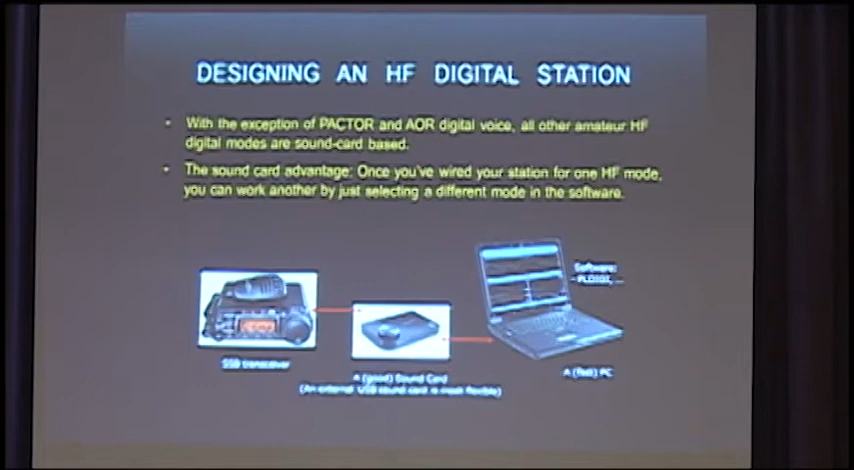 DESIGNING AN HF DIGITAL STATION
• With the exception of PACTOR and AOR digital voice, all other amateur HF
digital modes are sound-card based.
• The sound card advantage: Once you've wired your station for one HF mode,
you can work another by just selecting a different mode in the software.
Software:
SSB transceiver
A (good) Sound Card
(An external USB sound card is most flexible)
A (fast) PC